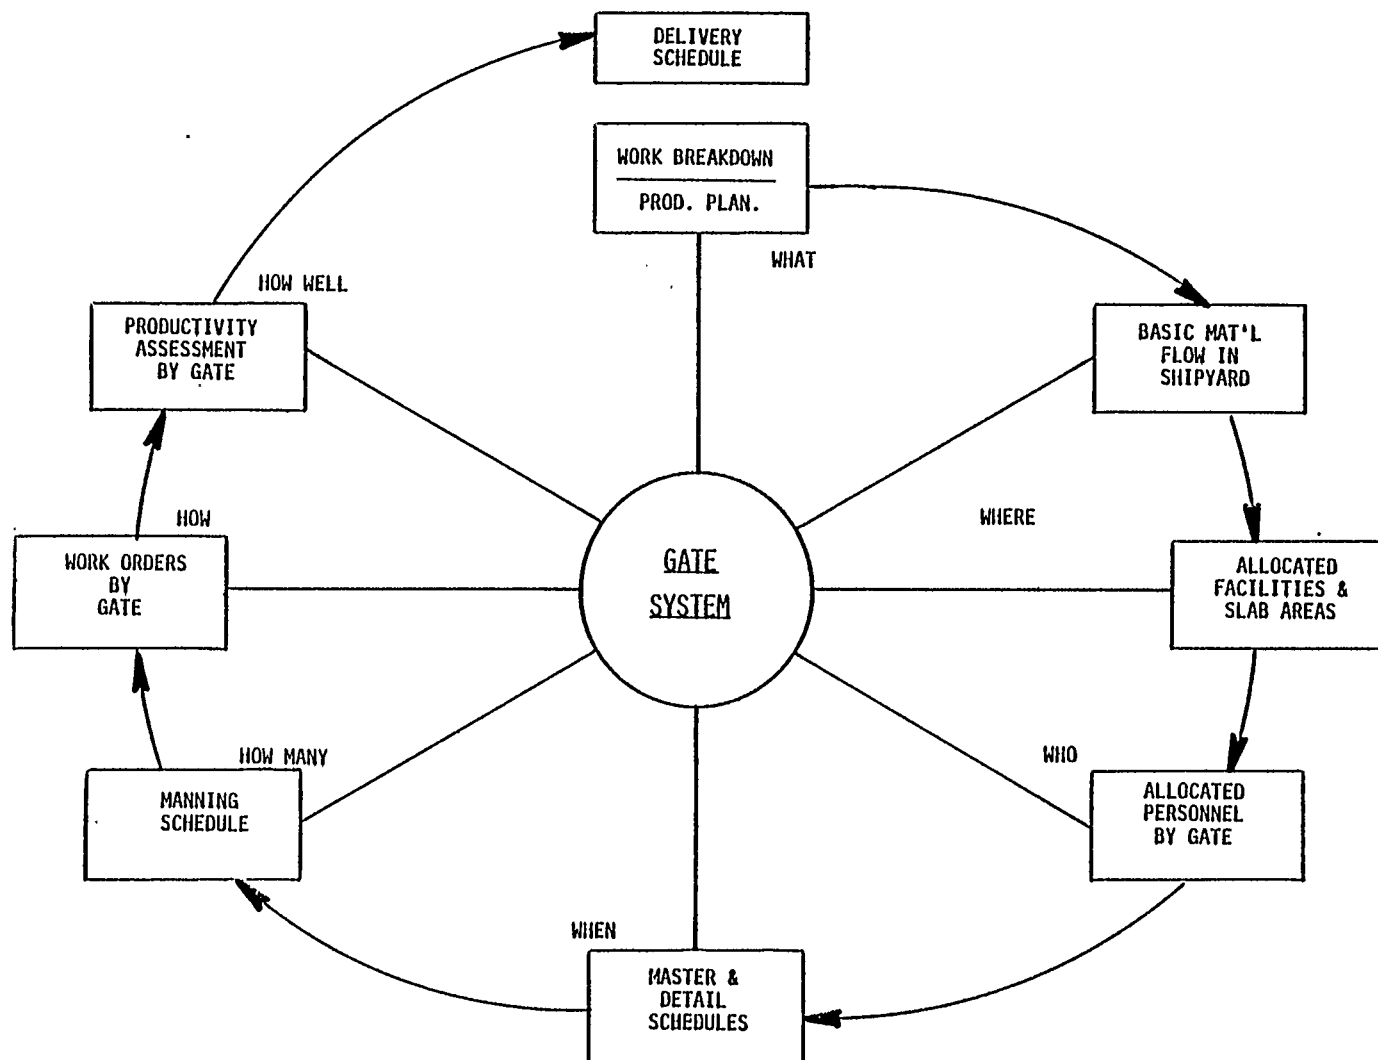 DELIVERY
SCHEDULE
WORK BREAKDOWN
PROD. PLAN.
WHAT
HOW WELL
PRODUCTIVITY
ASSESSMENT
BY GATE
BASIC MAT'L
FLOW IN
SHIPYARD
HOW
WHERE
WORK ORDERS
BY
GATE
GATE
SYSTEM
ALLOCATED
FACILITIES &
SLAB AREAS
HOW MANY
WHO
MANNING
SCHEDULE
ALLOCATED
PERSONNEL
BY GATE
WHEN
MASTER &
DETAIL
SCHEDULES